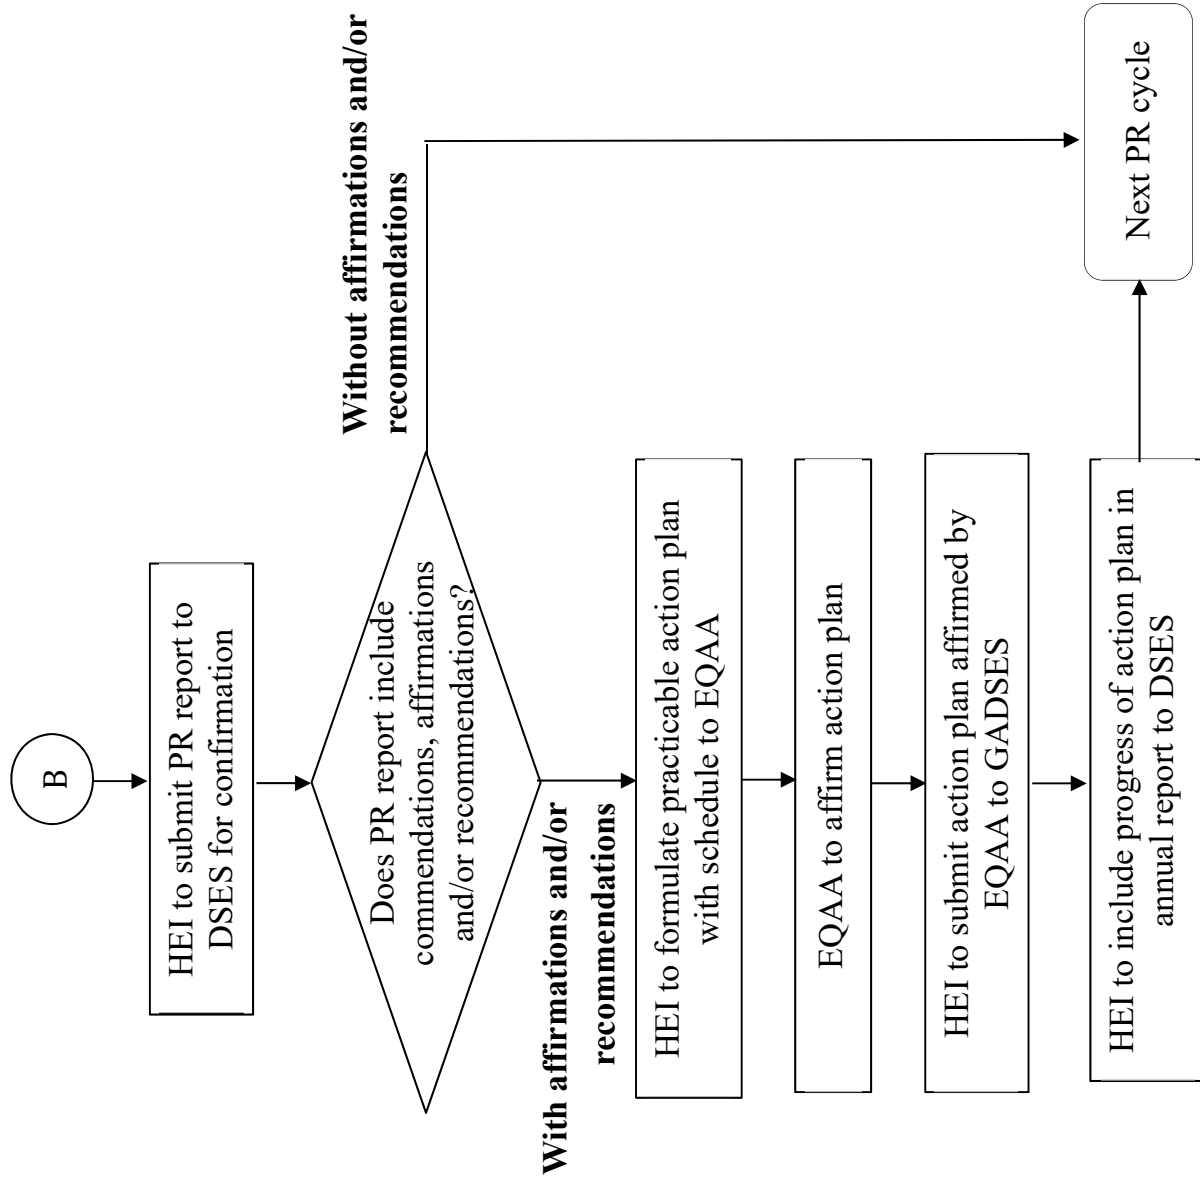 B
HEI to submit PR report to
DSES for confirmation
Does PR report include
commendations, affirmations
and/or recommendations?
Without affirmations and/or
recommendations
With affirmations and/or
recommendations
HEI to formulate practicable action plan
with schedule to EQAA
EQAA to affirm action plan
HEI to submit action plan affirmed by
EQAA to GADSES
HEI to include progress of action plan in
annual report to DSES
Next PR cycle